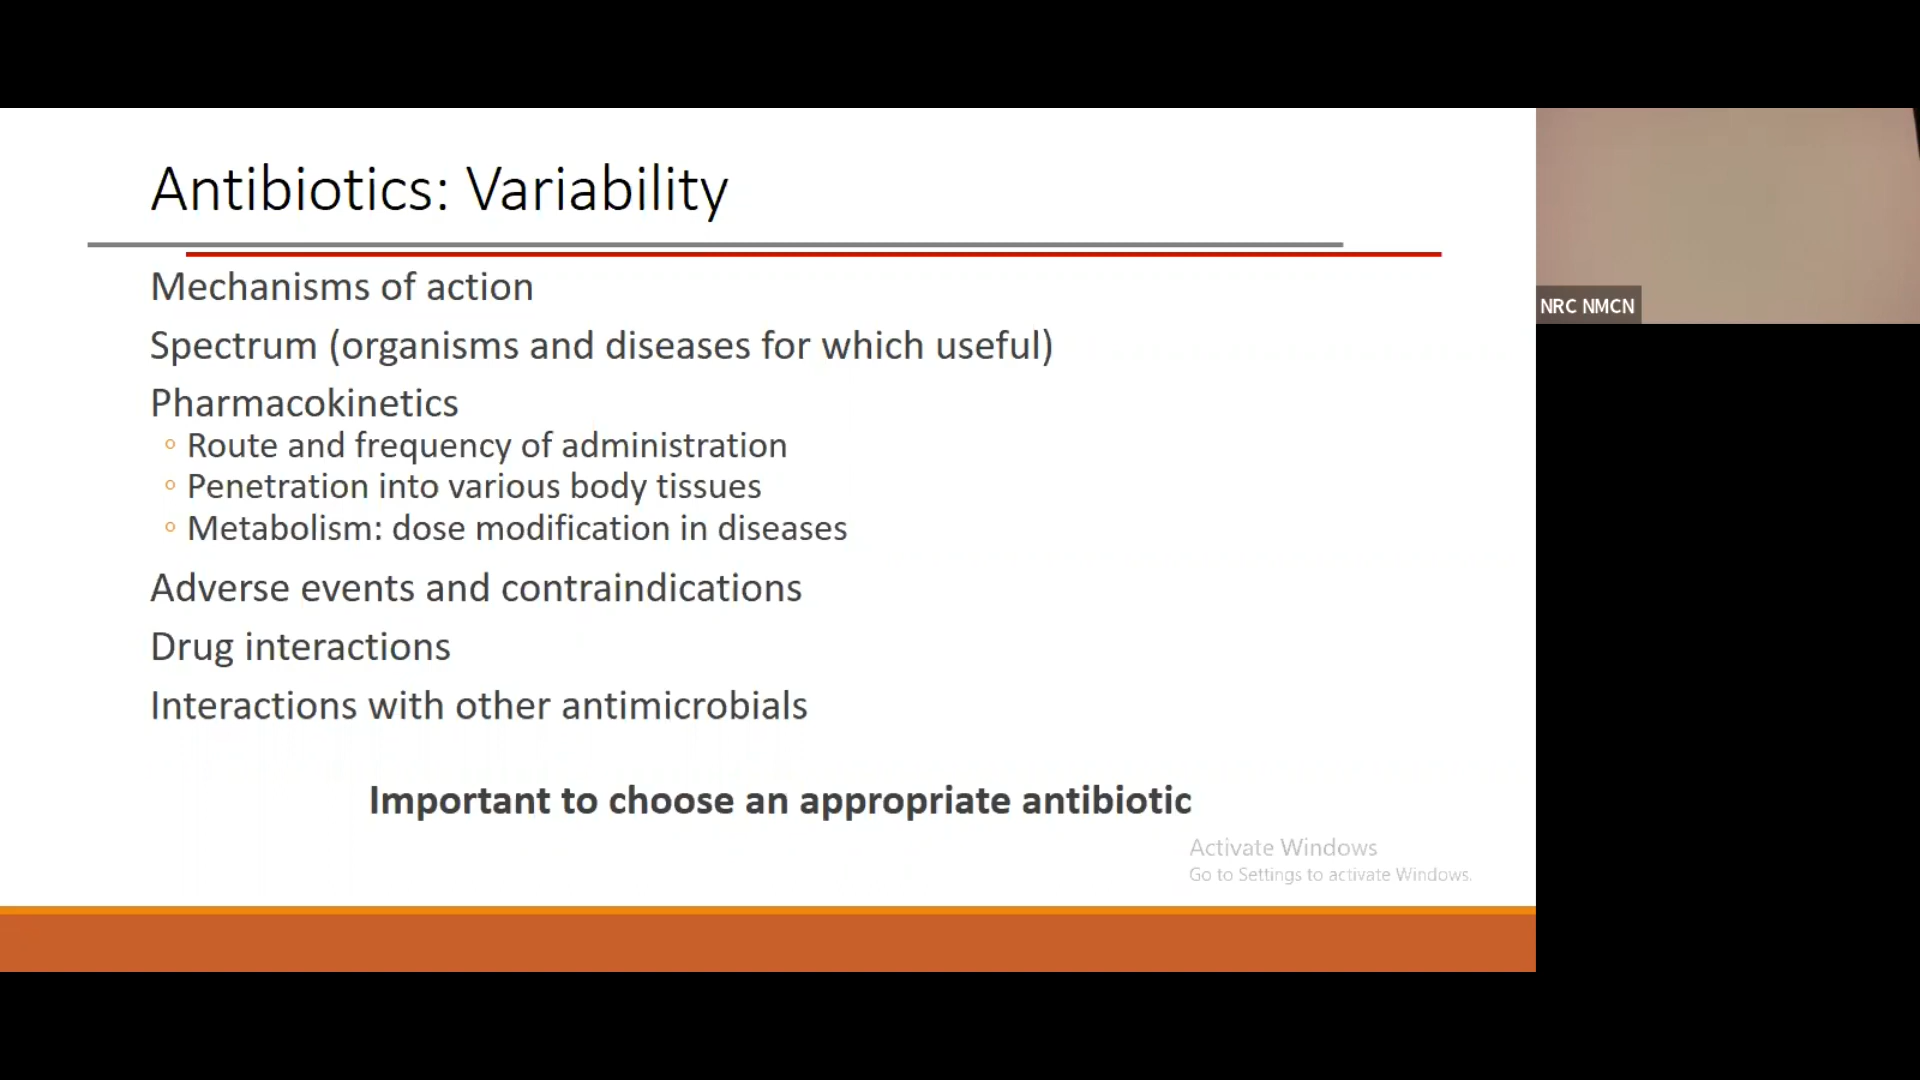 Antibiotics: Variability
Mechanisms of action
Spectrum (organisms and diseases for which useful)
Pharmacokinetics
◦ Route and frequency of administration
◦ Penetration into various body tissues
◦ Metabolism: dose modification in diseases
Adverse events and contraindications
Drug interactions
Interactions with other antimicrobials
Important to choose an appropriate antibiotic
Activate Windows
Go to Settings to activate Windows.
NRC NMCN